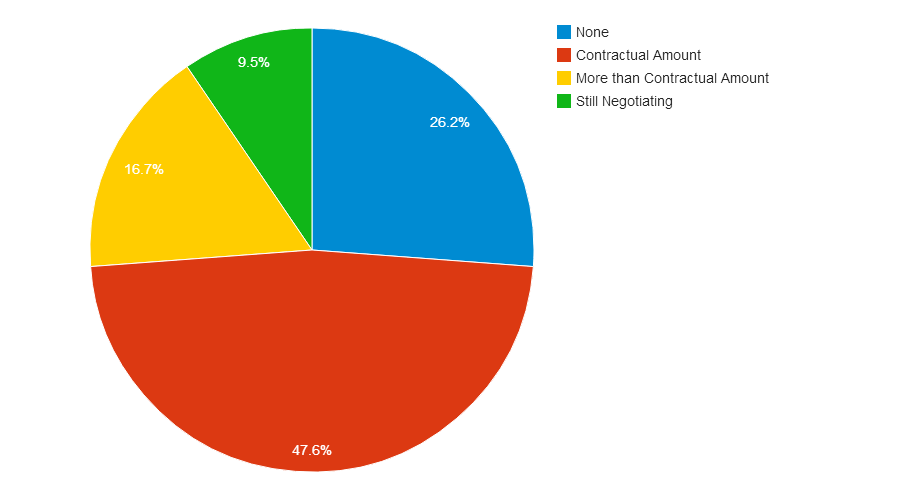 None
Contractual Amount
More than Contractual Amount
Still Negotiating
9.5%
26.2%
16.7%
47.6%